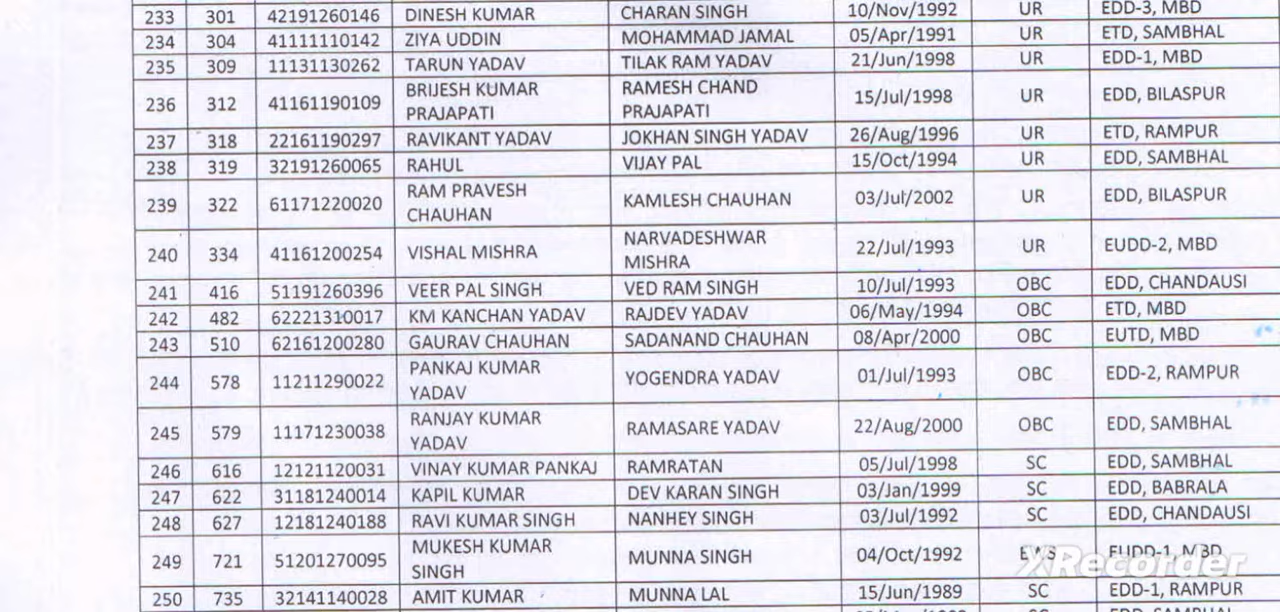 233 301 42191260146 DINESH KUMAR CHARAN SINGH 10/Nov/1992 UR EDD-3, MBD
234 304 41111110142 ZIYA UDDIN MOHAMMAD JAMAL 05/Apr/1991 UR ETD, SAMBHAL
235 309 11131130262 TARUN YADAV TILAK RAM YADAV 21/Jun/1998 UR EDD-1, MBD
236 312 41161190109 BRIJESH KUMAR PRAJAPATI RAMESH CHAND PRAJAPATI 15/Jul/1998 UR EDD, BILASPUR
237 318 22161190297 RAVIKANT YADAV JOKHAN SINGH YADAV 26/Aug/1996 UR ETD, RAMPUR
238 319 32191260065 RAHUL VIJAY PAL 15/Oct/1994 UR EDD, SAMBHAL
239 322 61171220020 RAM PRAVESH CHAUHAN KAMLESH CHAUHAN 03/Jul/2002 UR EDD, BILASPUR
240 334 41161200254 VISHAL MISHRA NARVADESHWAR MISHRA 22/Jul/1993 UR EUDD-2, MBD
241 416 51191260396 VEER PAL SINGH VED RAM SINGH 10/Jul/1993 OBC EDD, CHANDAUSI
242 482 62221310017 KM KANCHAN YADAV RAJDEV YADAV 06/May/1994 OBC ETD, MBD
243 510 62161200280 GAURAV CHAUHAN SADANAND CHAUHAN 08/Apr/2000 OBC EUTD, MBD
244 578 11211290022 PANKAJ KUMAR YADAV YOGENDRA YADAV 01/Jul/1993 OBC EDD-2, RAMPUR
245 579 11171230038 RANJAY KUMAR YADAV RAMASARE YADAV 22/Aug/2000 OBC EDD, SAMBHAL
246 616 12121120031 VINAY KUMAR PANKAJ RAMRATAN 05/Jul/1998 SC EDD, SAMBHAL
247 622 31181240014 KAPIL KUMAR DEV KARAN SINGH 03/Jan/1999 SC EDD, BABRALA
248 627 12181240188 RAVI KUMAR SINGH NANHEY SINGH 03/Jul/1992 SC EDD, CHANDAUSI
249 721 51201270095 MUKESH KUMAR SINGH MUNNA SINGH 04/Oct/1992 EWS EUDD-1, MBD
XRecorder
250 735 32141140028 AMIT KUMAR MUNNA LAL 15/Jun/1989 SC EDD-1, RAMPUR